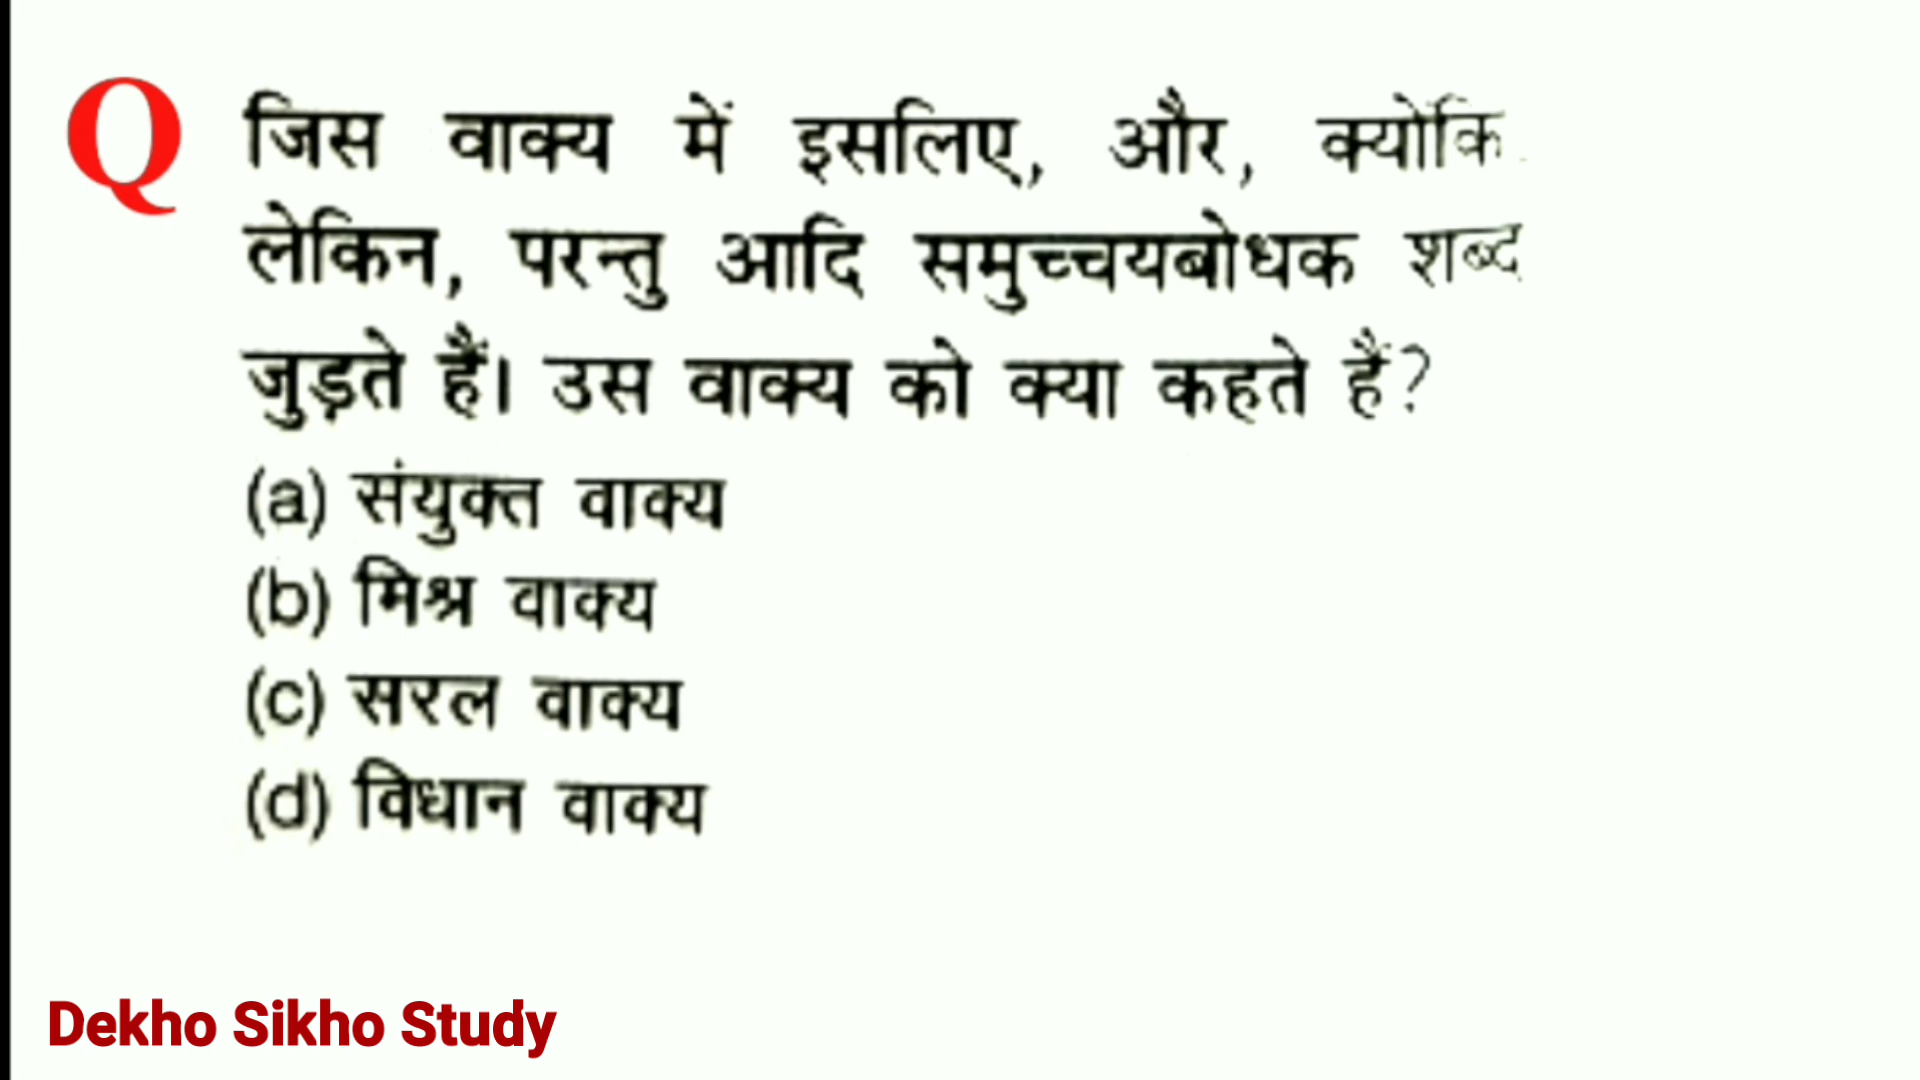 Q जिस वाक्य में इसलिए, और, क्योंकि
लेकिन, परन्तु आदि समुच्चयबोधक शब्द
जुड़ते हैं। उस वाक्य को क्या कहते हैं?
(a) संयुक्त वाक्य
(b) मिश्र वाक्य
(c) सरल वाक्य
(d) विधान वाक्य
Dekho Sikho Study